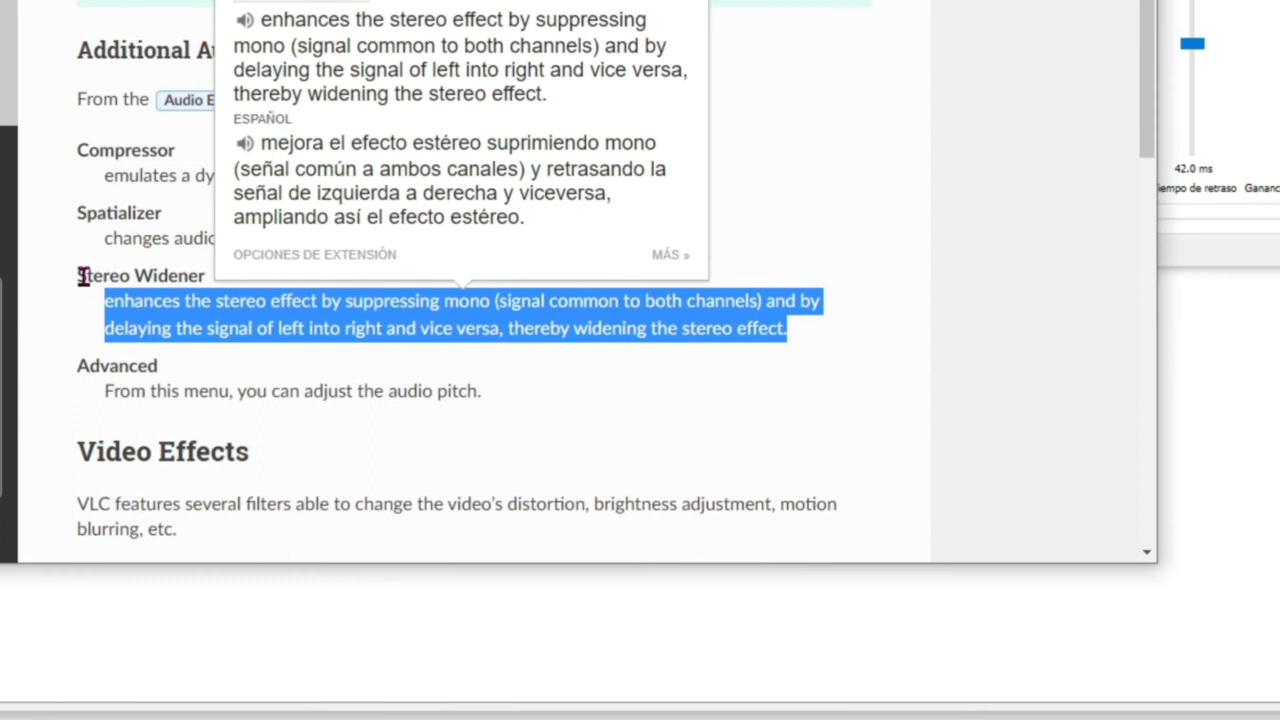 enhances the stereo effect by suppressing
mono (signal common to both channels) and by
delaying the signal of left into right and vice versa,
thereby widening the stereo effect.
ESPAÑOL
mejora el efecto estéreo suprimiendo mono
(señal común a ambos canales) y retrasando la
señal de izquierda a derecha y viceversa,
ampliando así el efecto estéreo.
OPCIONES DE EXTENSIÓN MÁS »
Additional A
From the Audio E
Compressor
emulates a dy
Spatializer
changes audio
Stereo Widener
enhances the stereo effect by suppressing mono (signal common to both channels) and by
delaying the signal of left into right and vice versa, thereby widening the stereo effect.
Advanced
From this menu, you can adjust the audio pitch.
Video Effects
VLC features several filters able to change the video's distortion, brightness adjustment, motion
blurring, etc.
42.0 ms
iempo de retraso Gananc